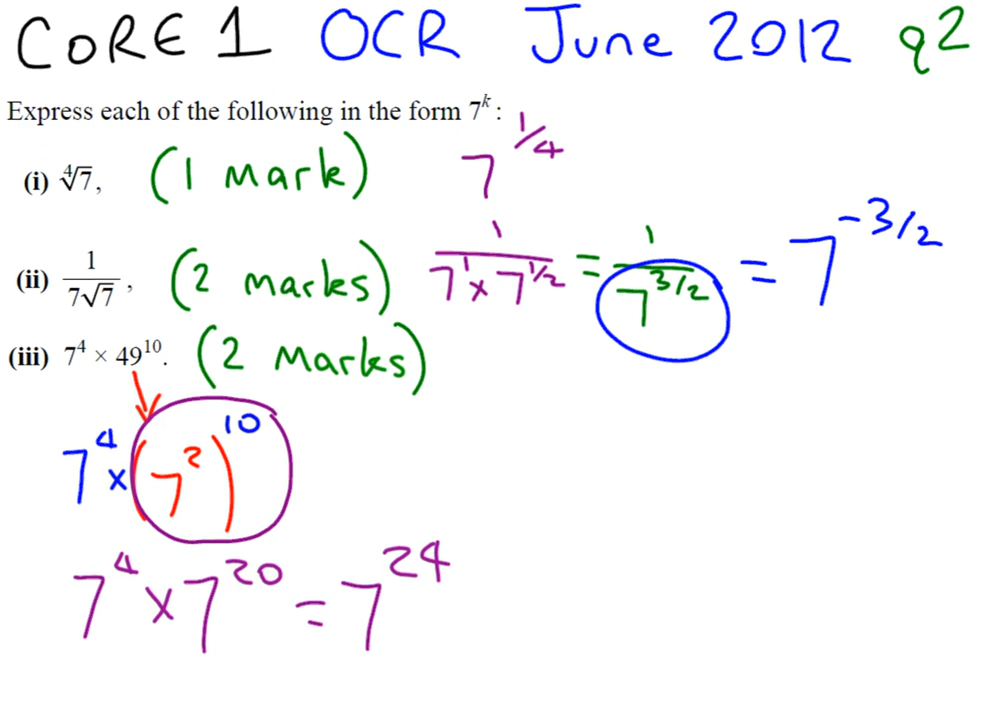 CORE 1 OCR June 2012 q2
Express each of the following in the form 7^k :
(i) ∜7, (1 mark) 7^{1/4}
(ii) 1/(7√7) , (2 marks) 1/(7^1 × 7^{1/2}) = 1/7^{3/2} = 7^{-3/2}
(iii) 7^4 × 49^{10}. (2 Marks)
7^4 × (7^2)^{10}
7^4 × 7^{20} = 7^{24}